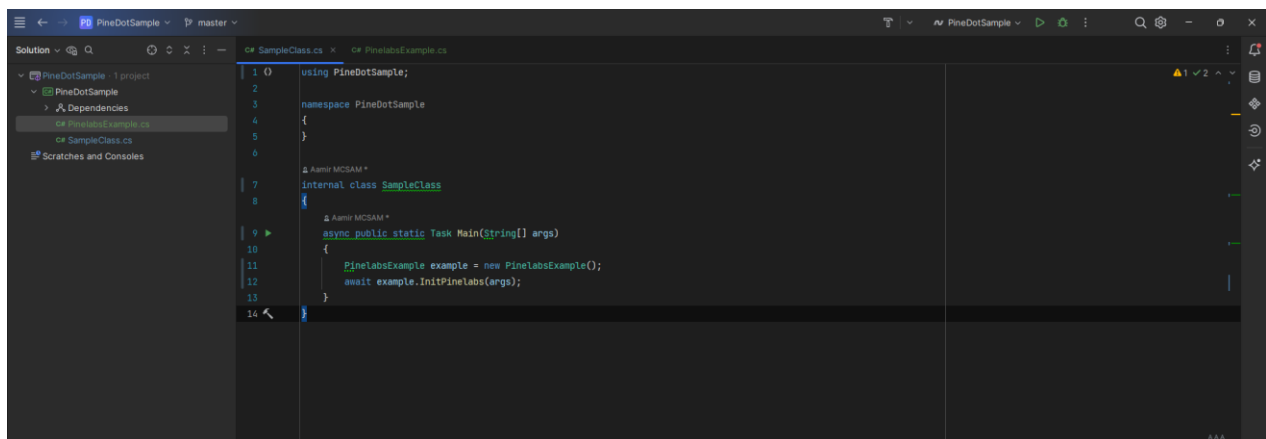 PD PineDotSample master PineDotSample
Solution
C# SampleClass.cs C# PinelabsExample.cs
PineDotSample · 1 project
PineDotSample
Dependencies
C# PinelabsExample.cs
C# SampleClass.cs
Scratches and Consoles
1 using PineDotSample;
2
3 namespace PineDotSample
4 {
5 }
6
Aamir MCSAM *
7 internal class SampleClass
8 {
Aamir MCSAM *
9 async public static Task Main(String[] args)
10 {
11 PinelabsExample example = new PinelabsExample();
12 await example.InitPinelabs(args);
13 }
14 }
1 2